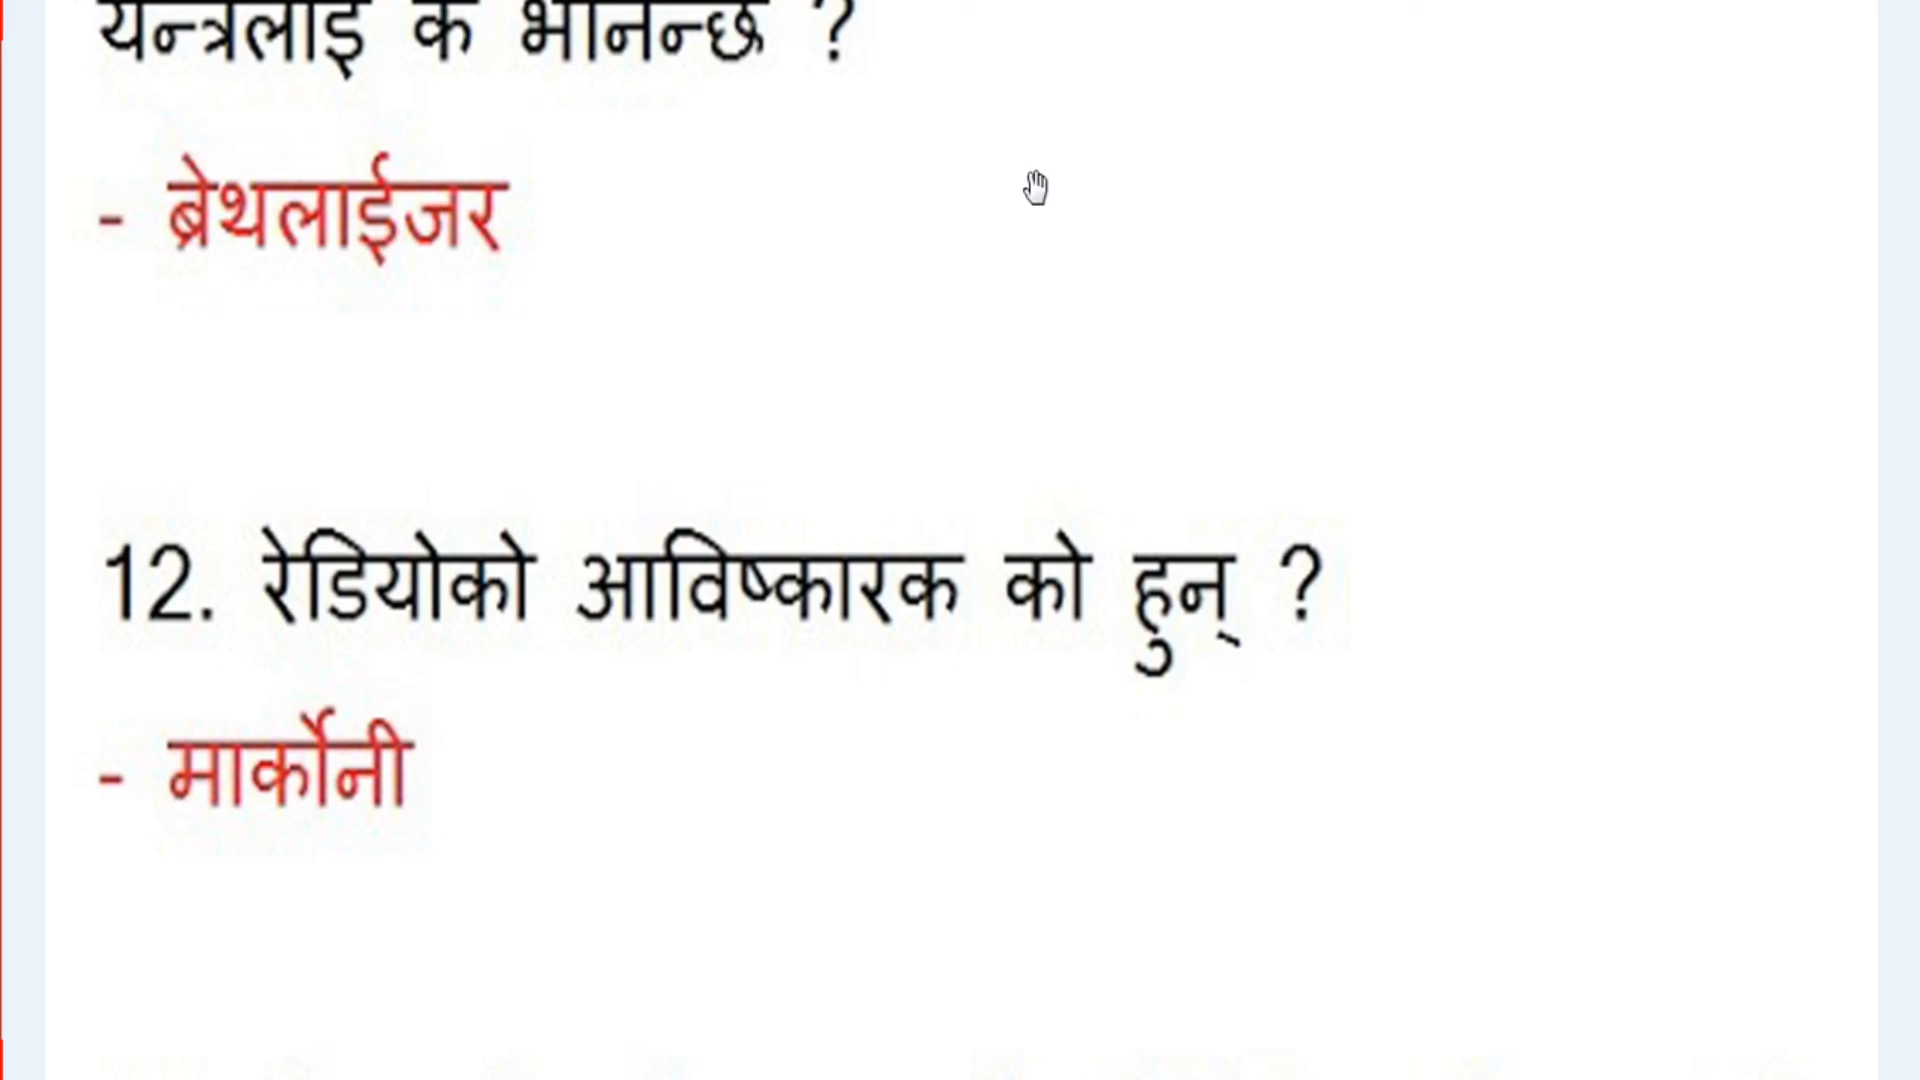 यन्त्रलाई के भनिन्छ ?
- ब्रेथलाईजर
12. रेडियोको आविष्कारक को हुन् ?
- मार्कोनी